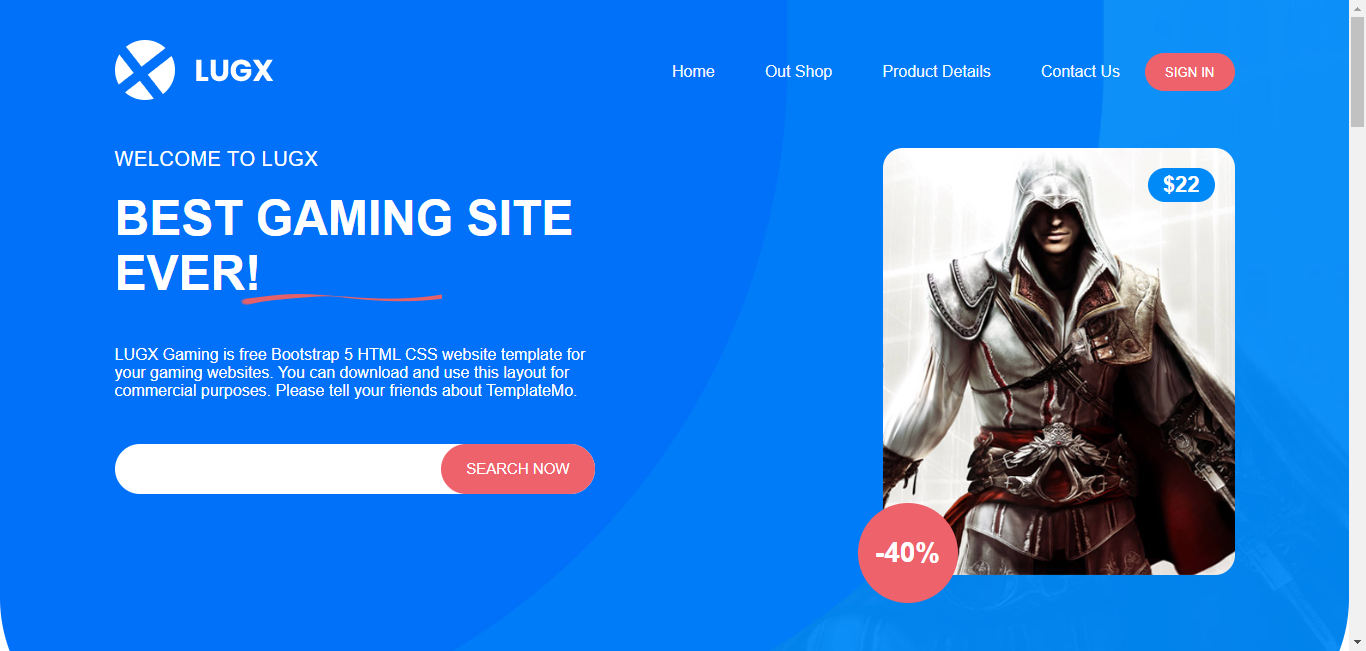 LUGX
Home
Out Shop
Product Details
Contact Us
SIGN IN
WELCOME TO LUGX
BEST GAMING SITE
EVER!
LUGX Gaming is free Bootstrap 5 HTML CSS website template for
your gaming websites. You can download and use this layout for
commercial purposes. Please tell your friends about TemplateMo.
SEARCH NOW
$22
-40%